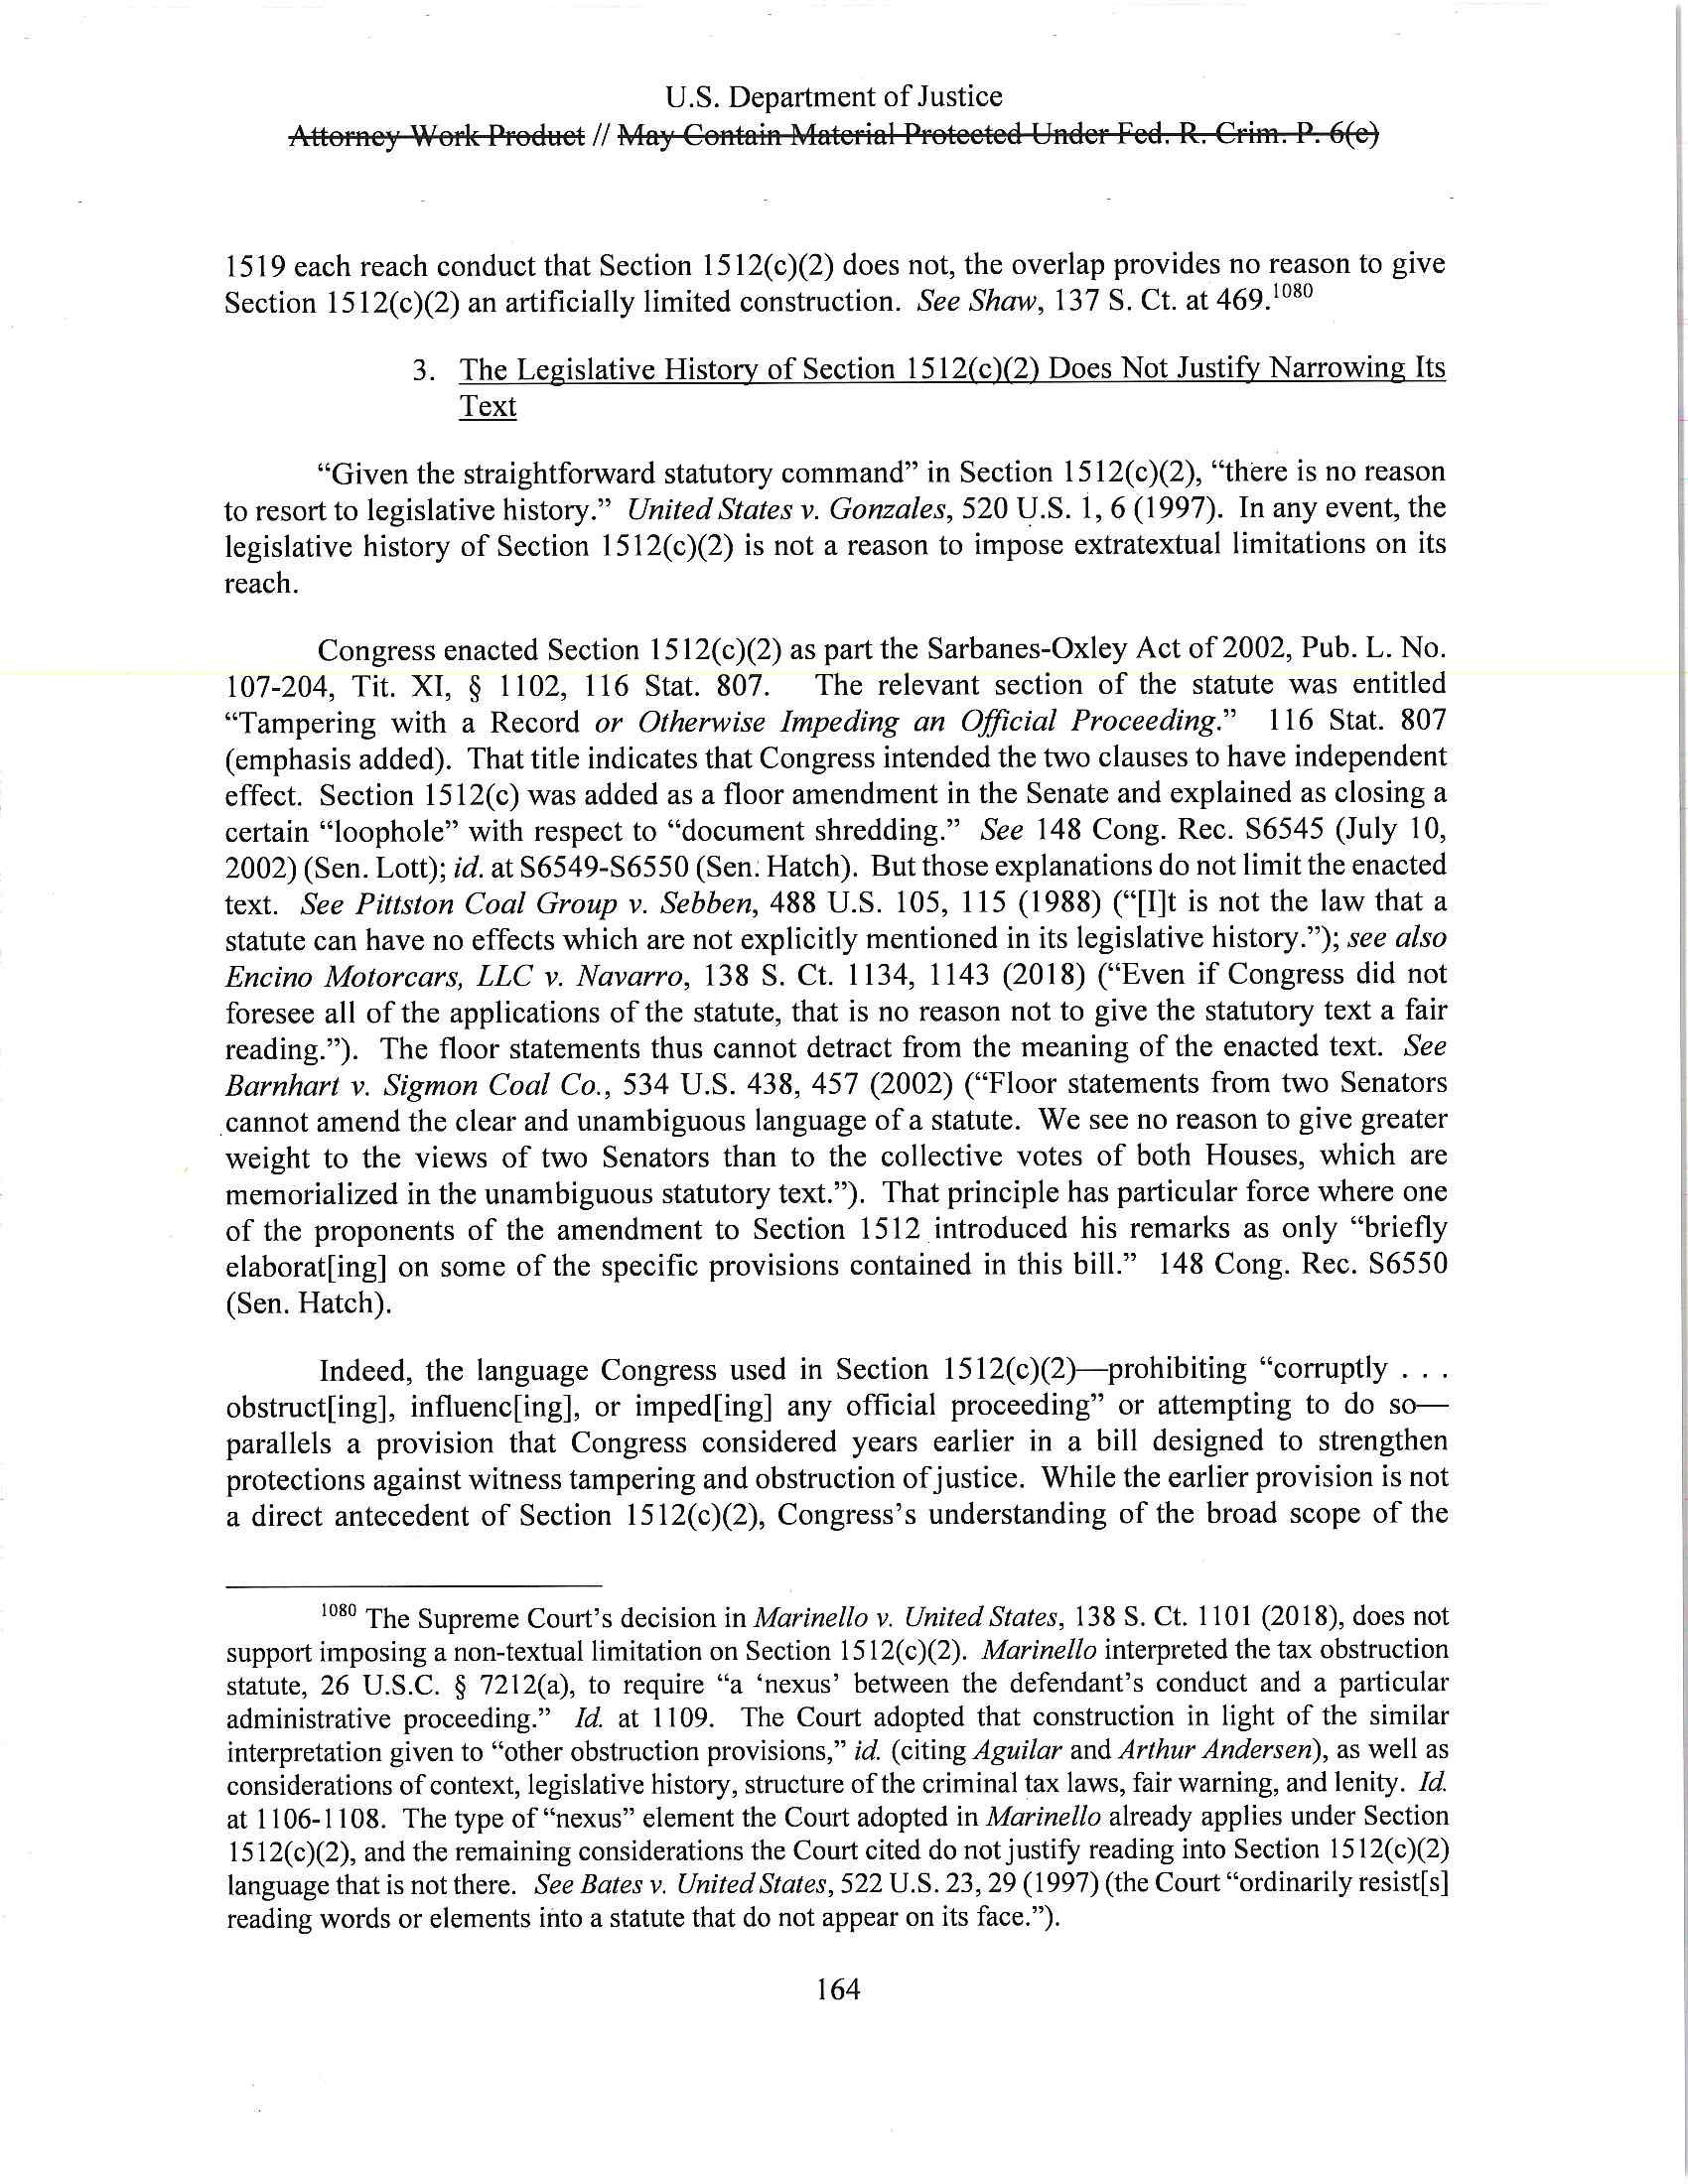 U.S. Department of Justice
Attorney Work Product // May Contain Material Protected Under Fed. R. Crim. P. 6(e)
1519 each reach conduct that Section 1512(c)(2) does not, the overlap provides no reason to give
Section 1512(c)(2) an artificially limited construction. See Shaw, 137 S. Ct. at 469.1080
3. The Legislative History of Section 1512(c)(2) Does Not Justify Narrowing Its
Text
“Given the straightforward statutory command” in Section 1512(c)(2), “there is no reason
to resort to legislative history.” United States v. Gonzales, 520 U.S. 1, 6 (1997). In any event, the
legislative history of Section 1512(c)(2) is not a reason to impose extratextual limitations on its
reach.
Congress enacted Section 1512(c)(2) as part the Sarbanes-Oxley Act of 2002, Pub. L. No.
107-204, Tit. XI, § 1102, 116 Stat. 807. The relevant section of the statute was entitled
“Tampering with a Record or Otherwise Impeding an Official Proceeding.” 116 Stat. 807
(emphasis added). That title indicates that Congress intended the two clauses to have independent
effect. Section 1512(c) was added as a floor amendment in the Senate and explained as closing a
certain “loophole” with respect to “document shredding.” See 148 Cong. Rec. S6545 (July 10,
2002) (Sen. Lott); id. at S6549-S6550 (Sen. Hatch). But those explanations do not limit the enacted
text. See Pittston Coal Group v. Sebben, 488 U.S. 105, 115 (1988) (“[I]t is not the law that a
statute can have no effects which are not explicitly mentioned in its legislative history.”); see also
Encino Motorcars, LLC v. Navarro, 138 S. Ct. 1134, 1143 (2018) (“Even if Congress did not
foresee all of the applications of the statute, that is no reason not to give the statutory text a fair
reading.”). The floor statements thus cannot detract from the meaning of the enacted text. See
Barnhart v. Sigmon Coal Co., 534 U.S. 438, 457 (2002) (“Floor statements from two Senators
cannot amend the clear and unambiguous language of a statute. We see no reason to give greater
weight to the views of two Senators than to the collective votes of both Houses, which are
memorialized in the unambiguous statutory text.”). That principle has particular force where one
of the proponents of the amendment to Section 1512 introduced his remarks as only “briefly
elaborat[ing] on some of the specific provisions contained in this bill.” 148 Cong. Rec. S6550
(Sen. Hatch).
Indeed, the language Congress used in Section 1512(c)(2)—prohibiting “corruptly . . .
obstruct[ing], influenc[ing], or imped[ing] any official proceeding” or attempting to do so—
parallels a provision that Congress considered years earlier in a bill designed to strengthen
protections against witness tampering and obstruction of justice. While the earlier provision is not
a direct antecedent of Section 1512(c)(2), Congress’s understanding of the broad scope of the
1080 The Supreme Court’s decision in Marinello v. United States, 138 S. Ct. 1101 (2018), does not
support imposing a non-textual limitation on Section 1512(c)(2). Marinello interpreted the tax obstruction
statute, 26 U.S.C. § 7212(a), to require “a ‘nexus’ between the defendant’s conduct and a particular
administrative proceeding.” Id. at 1109. The Court adopted that construction in light of the similar
interpretation given to “other obstruction provisions,” id. (citing Aguilar and Arthur Andersen), as well as
considerations of context, legislative history, structure of the criminal tax laws, fair warning, and lenity. Id.
at 1106-1108. The type of “nexus” element the Court adopted in Marinello already applies under Section
1512(c)(2), and the remaining considerations the Court cited do not justify reading into Section 1512(c)(2)
language that is not there. See Bates v. United States, 522 U.S. 23, 29 (1997) (the Court “ordinarily resist[s]
reading words or elements into a statute that do not appear on its face.”).
164